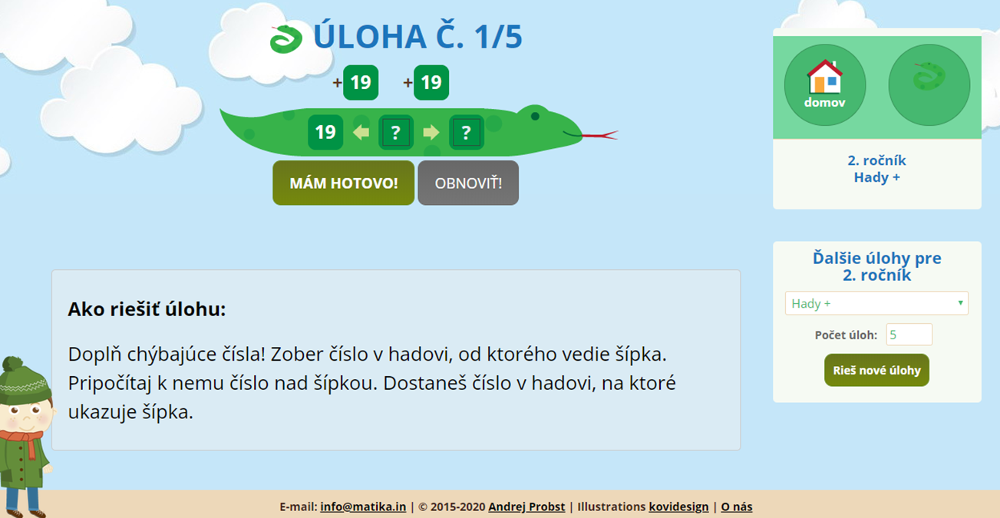 ÚLOHA Č. 1/5
+ 19 + 19
19 ? ?
MÁM HOTOVO! OBNOVIŤ!
Ako riešiť úlohu:
Doplň chýbajúce čísla! Zober číslo v hadovi, od ktorého vedie šípka.
Pripočítaj k nemu číslo nad šípkou. Dostaneš číslo v hadovi, na ktoré
ukazuje šípka.
domov
2. ročník
Hady +
Ďalšie úlohy pre
2. ročník
Hady +
Počet úloh: 5
Rieš nové úlohy
E-mail: info@matika.in | © 2015-2020 Andrej Probst | Illustrations kovidesign | O nás